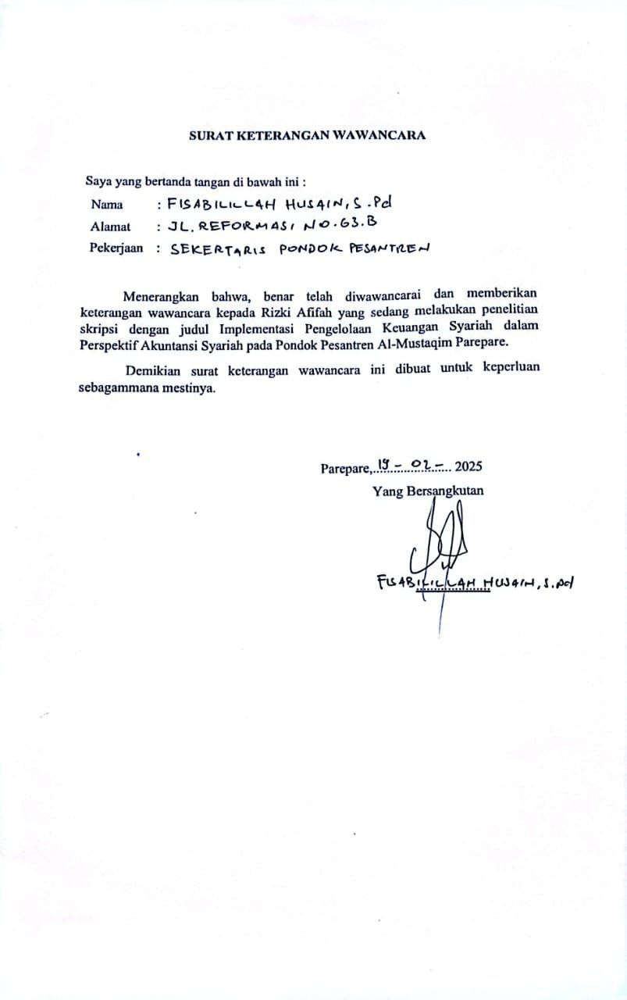 SURAT KETERANGAN WAWANCARA
Saya yang bertanda tangan di bawah ini :
Nama : FISABILILLAH HUSAIN, S.Pd
Alamat : JL. REFORMASI NO.63.B
Pekerjaan : SEKERTARIS PONDOK PESANTREN
Menerangkan bahwa, benar telah diwawancarai dan memberikan
keterangan wawancara kepada Rizki Afifah yang sedang melakukan penelitian
skripsi dengan judul Implementasi Pengelolaan Keuangan Syariah dalam
Perspektif Akuntansi Syariah pada Pondok Pesantren Al-Mustaqim Parepare.
Demikian surat keterangan wawancara ini dibuat untuk keperluan
sebagammana mestinya.
Parepare, 19 - 02 - 2025
Yang Bersangkutan
FISABILILLAH HUSAIN, S.Pd